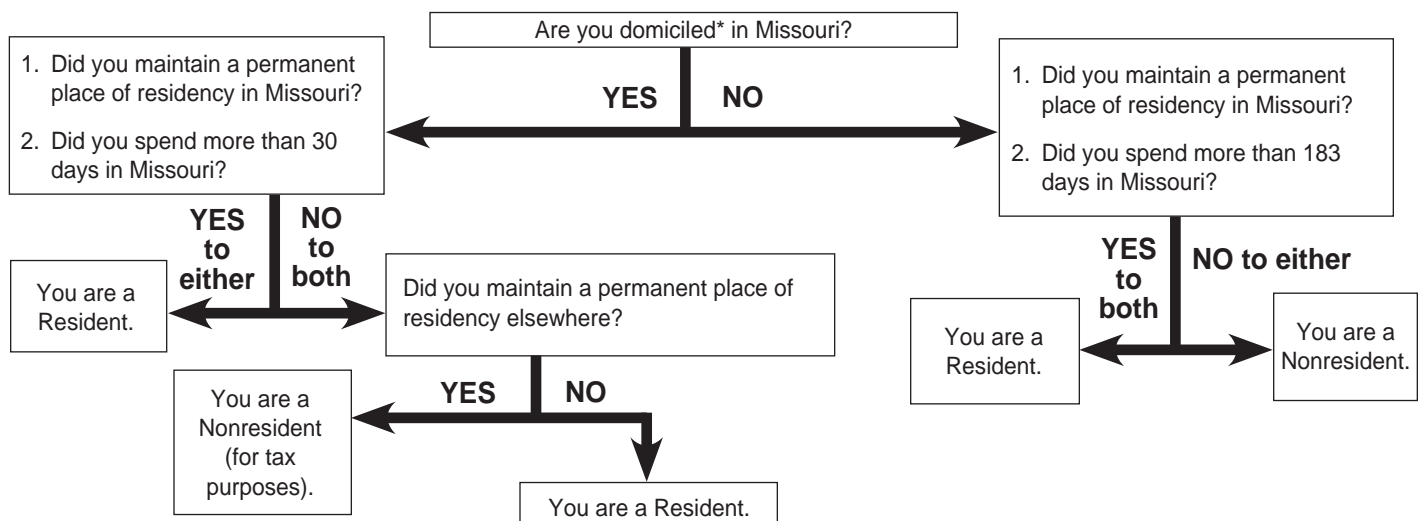 Are you domiciled* in Missouri?
YES
NO
1. Did you maintain a permanent
place of residency in Missouri?
2. Did you spend more than 30
days in Missouri?
1. Did you maintain a permanent
place of residency in Missouri?
2. Did you spend more than 183
days in Missouri?
YES
to
either
NO
to
both
You are a
Resident.
Did you maintain a permanent place of
residency elsewhere?
YES
NO
You are a
Nonresident
(for tax
purposes).
You are a Resident.
YES
to
both
NO to either
You are a
Resident.
You are a
Nonresident.